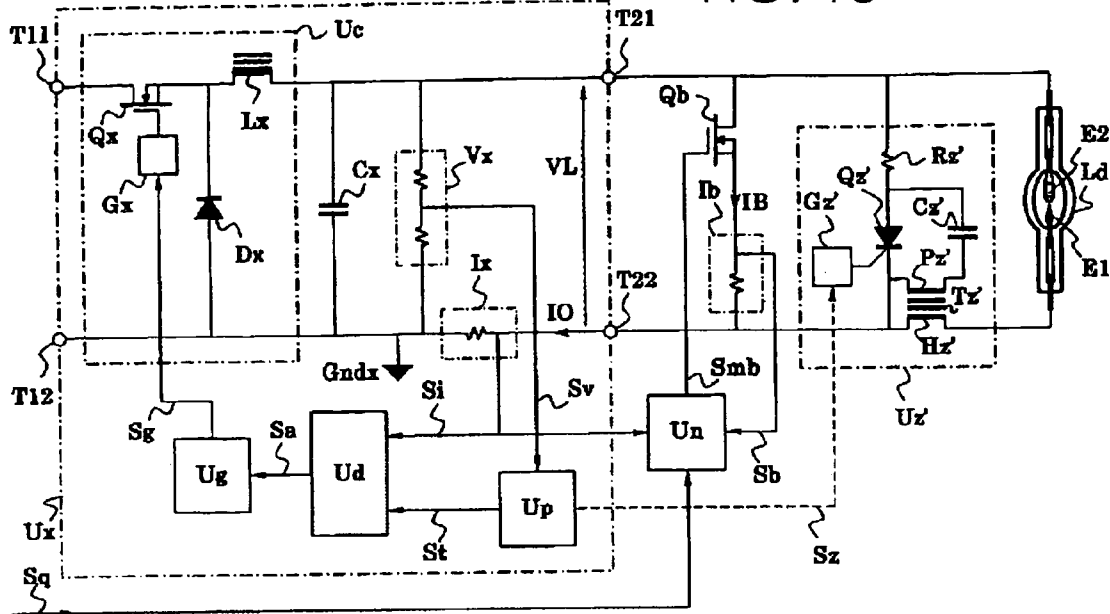 T11
Uc
T21
Qx
Lx
Gx
Dx
Cx
Vx
VL
Qb
Ib
IB
Rz'
Qz'
Gz'
Cz'
Pz'
Tz'
Hz'
E2
Ld
E1
T12
Ix
IO
T22
Gndx
Sv
Smb
Uz'
Sg
Sa
Si
Ug
Ud
Un
Sb
Ux
St
Up
Sz
Sq